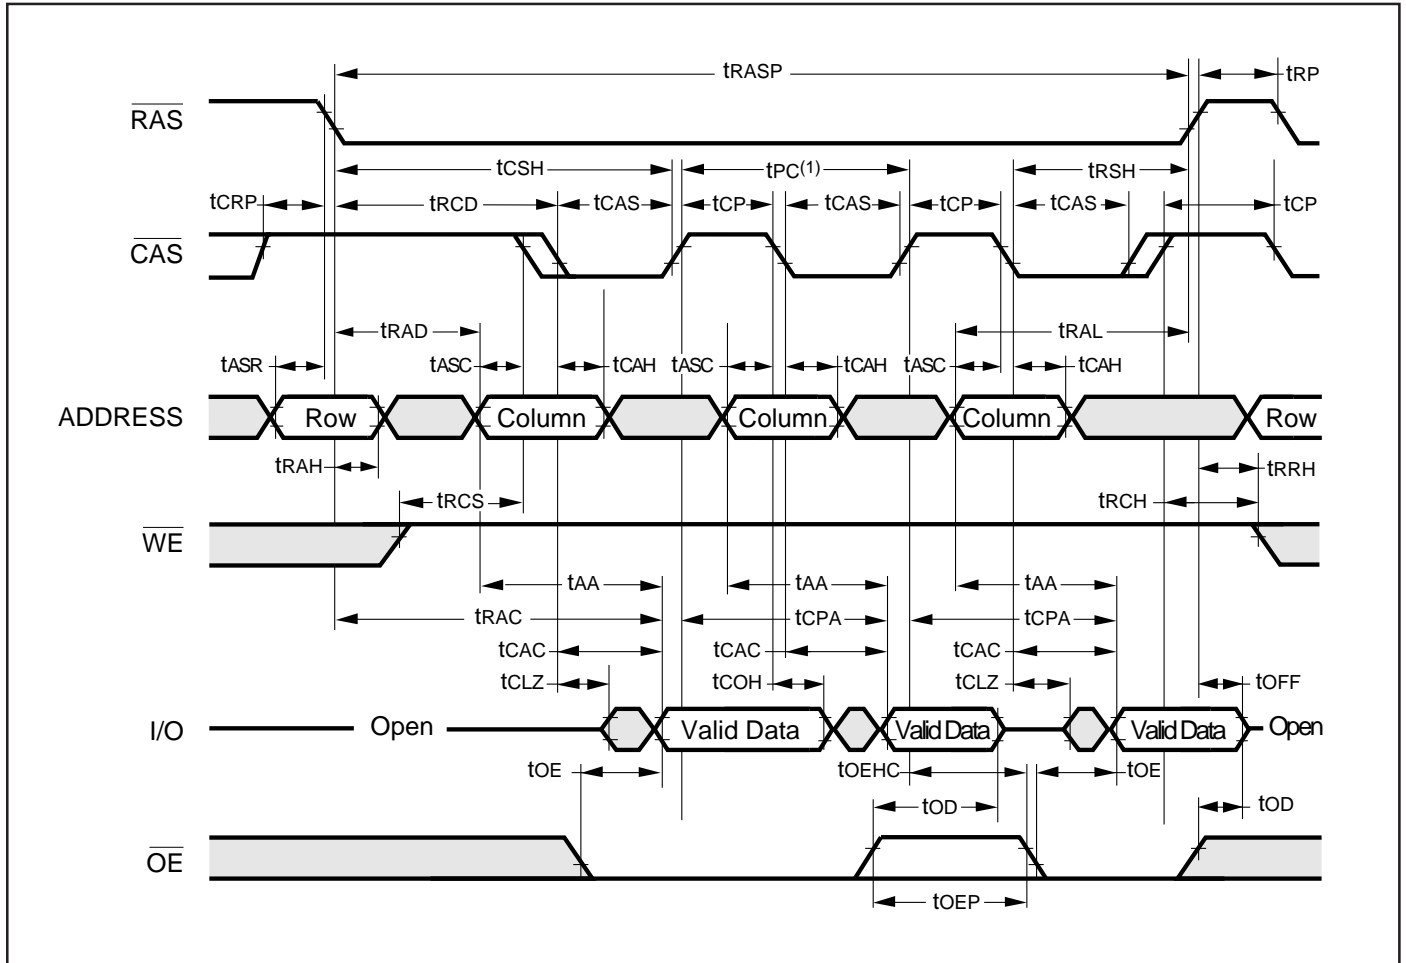 tRASP tRP
RAS
tCSH tPC(1) tRSH
tCRP tRCD tCAS tCP tCAS tCP tCAS tCP
CAS
tRAD tRAL
tASR tASC tCAH tASC tCAH tASC tCAH
ADDRESS Row Column Column Column Row
tRAH tRRH
tRCS tRCH
WE
tAA tAA tAA
tRAC tCPA tCPA
tCAC tCAC tCAC
tCLZ tCOH tCLZ tOFF
I/O Open Valid Data Valid Data Valid Data Open
tOE tOEHC tOE
tOD tOD
OE
tOEP